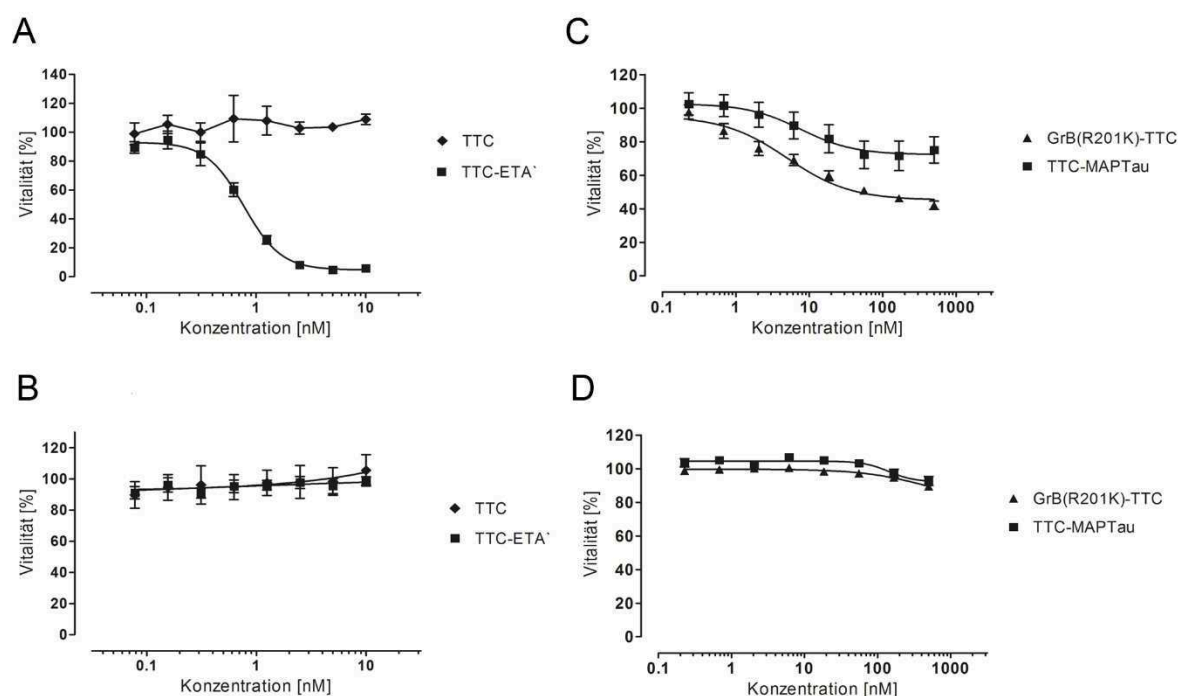 A
Vitalität [%]
140
120
100
80
60
40
20
0
0.1
1
10
Konzentration [nM]
TTC
TTC-ETA`
C
Vitalität [%]
120
100
80
60
40
20
0
0.1
1
10
100
1000
Konzentration [nM]
GrB(R201K)-TTC
TTC-MAPTau
B
Vitalität [%]
120
100
80
60
40
20
0
0.1
1
10
Konzentration [nM]
TTC
TTC-ETA`
D
Vitalität [%]
120
100
80
60
40
20
0
0.1
1
10
100
1000
Konzentration [nM]
GrB(R201K)-TTC
TTC-MAPTau